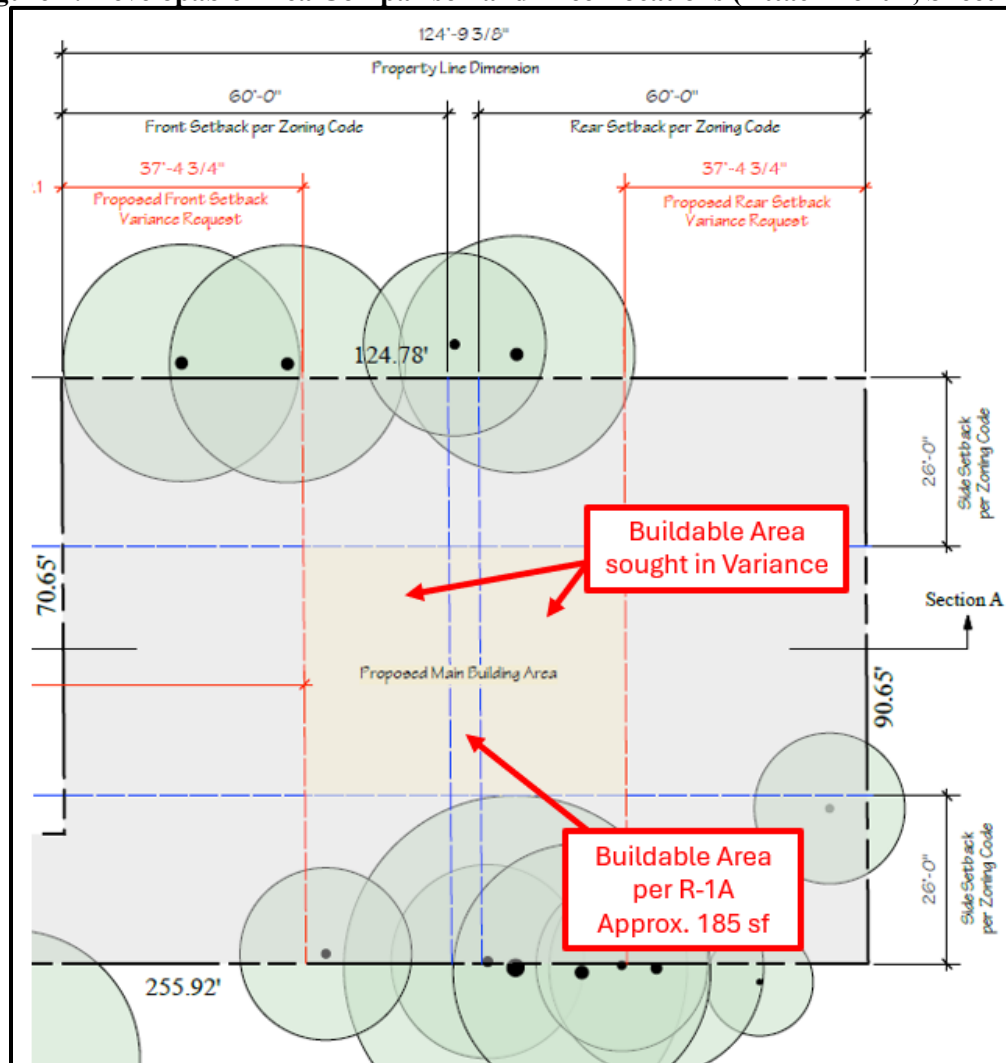 124'-9 3/8"
Property Line Dimension
60'-0"
60'-0"
Front Setback per Zoning Code
Rear Setback per Zoning Code
37'-4 3/4"
37'-4 3/4"
.1
Proposed Front Setback
Variance Request
Proposed Rear Setback
Variance Request
124.78'
26'-0"
Side Setback
per Zoning Code
Buildable Area
sought in Variance
70.65'
Section A
Proposed Main Building Area
90.65'
Buildable Area
per R-1A
Approx. 185 sf
26'-0"
Side Setback
per Zoning Code
255.92'